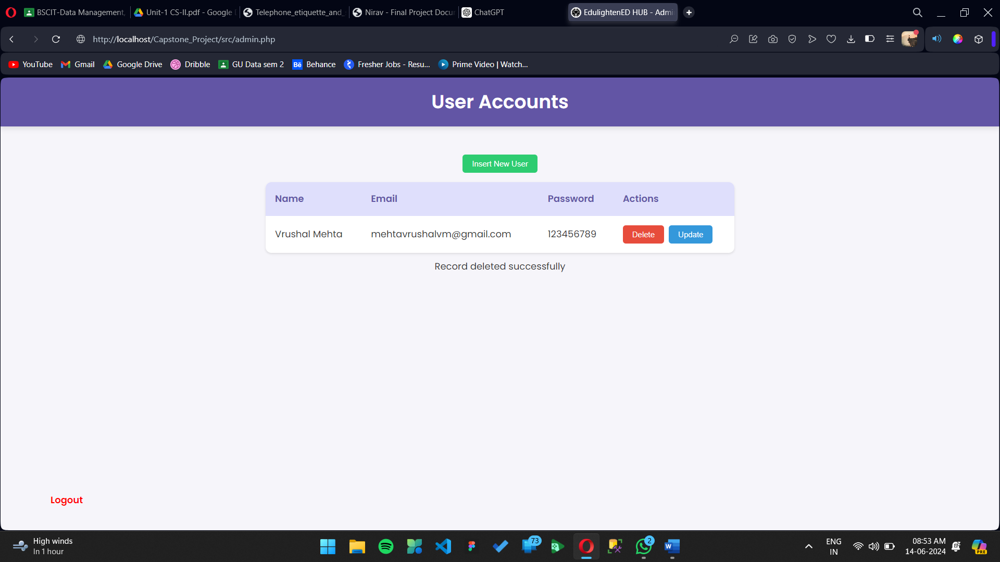 BSCIT-Data Management,
Unit-1 CS-II.pdf - Google
Telephone_etiquette_and_
Nirav - Final Project Docu
ChatGPT
EdulightenED HUB - Admi
http://localhost/Capstone_Project/src/admin.php
YouTube
Gmail
Google Drive
Dribble
GU Data sem 2
Bē Behance
Fresher Jobs - Resu...
Prime Video | Watch...
User Accounts
Insert New User
Name Email Password Actions
Vrushal Mehta mehtavrushalvm@gmail.com 123456789 Delete Update
Record deleted successfully
Logout
High winds
In 1 hour
73
2
W
ENG
IN
08:53 AM
14-06-2024
PRE